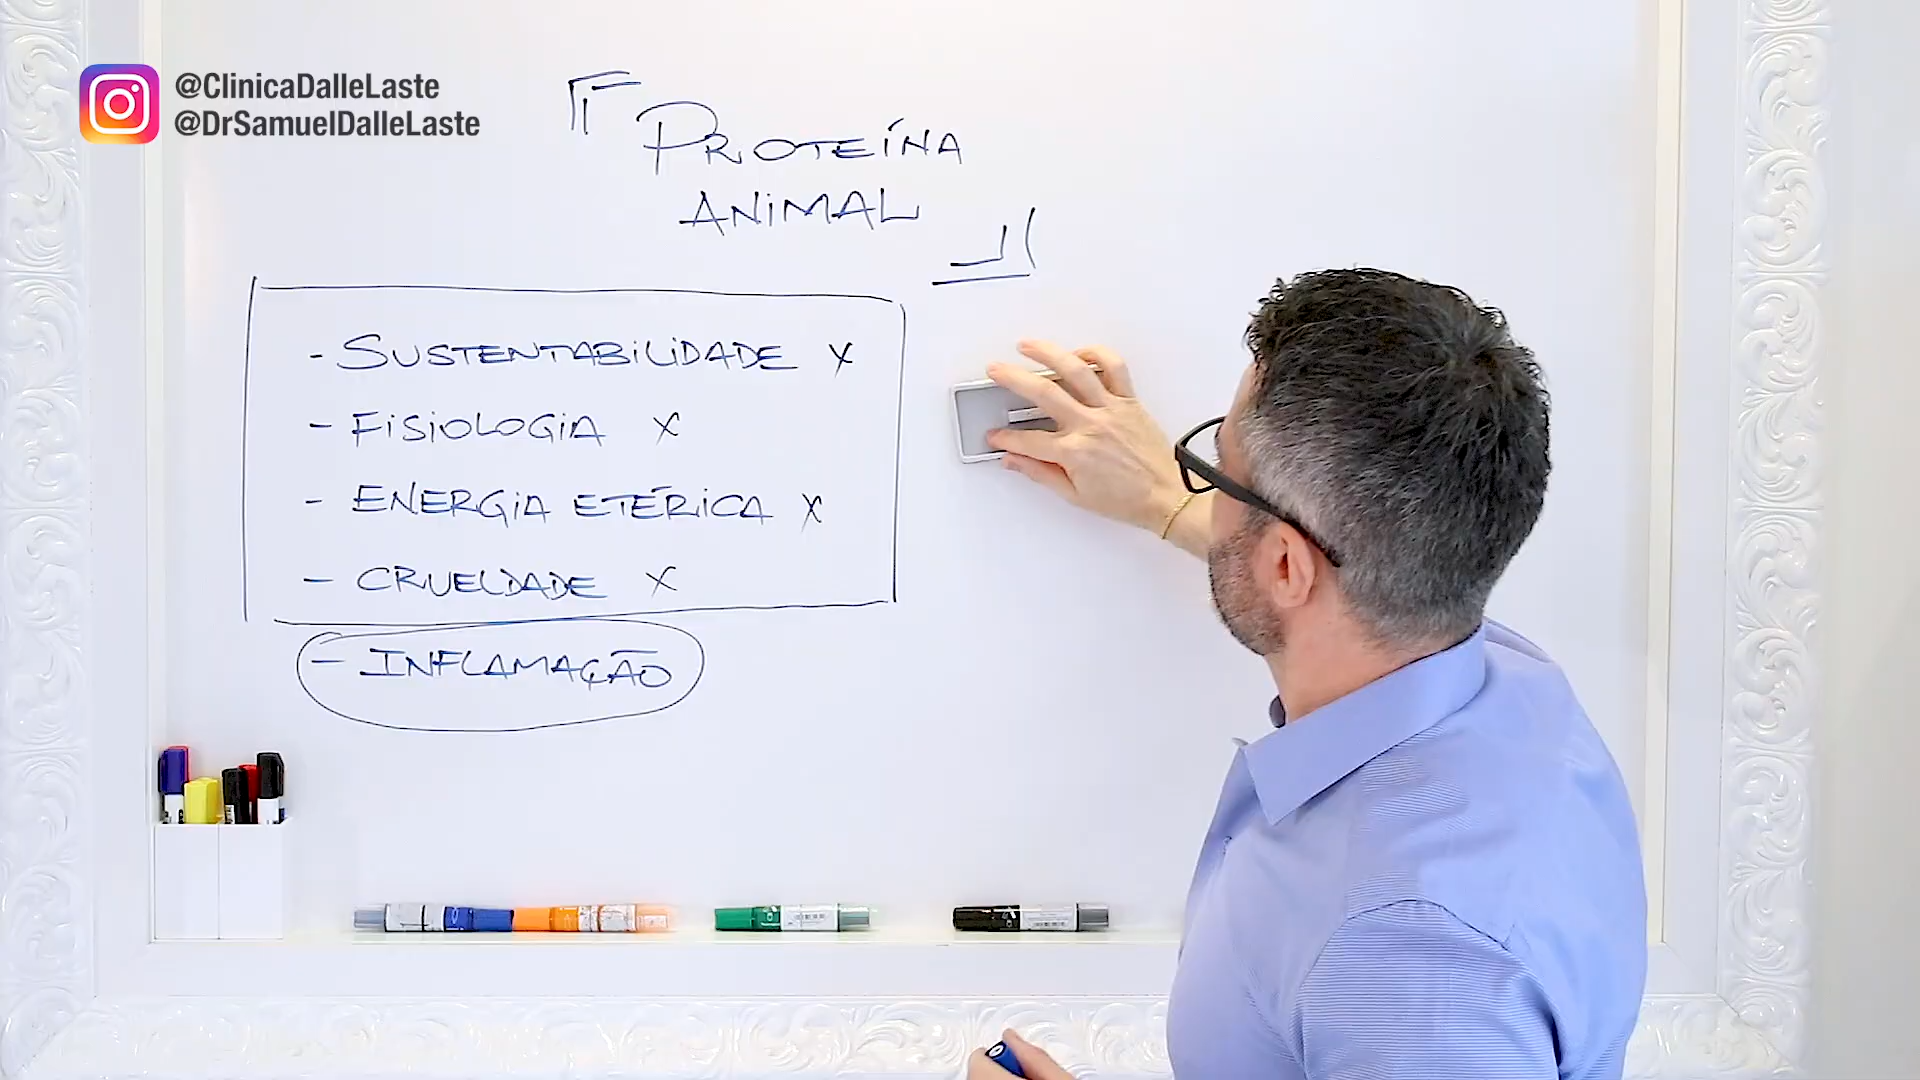 @ClinicaDalleLaste
@DrSamuelDalleLaste
PROTEÍNA
ANIMAL
- SUSTENTABILIDADE X
- FISIOLOGIA X
- ENERGIA ETÉRICA X
- CRUELDADE X
- INFLAMAÇÃO